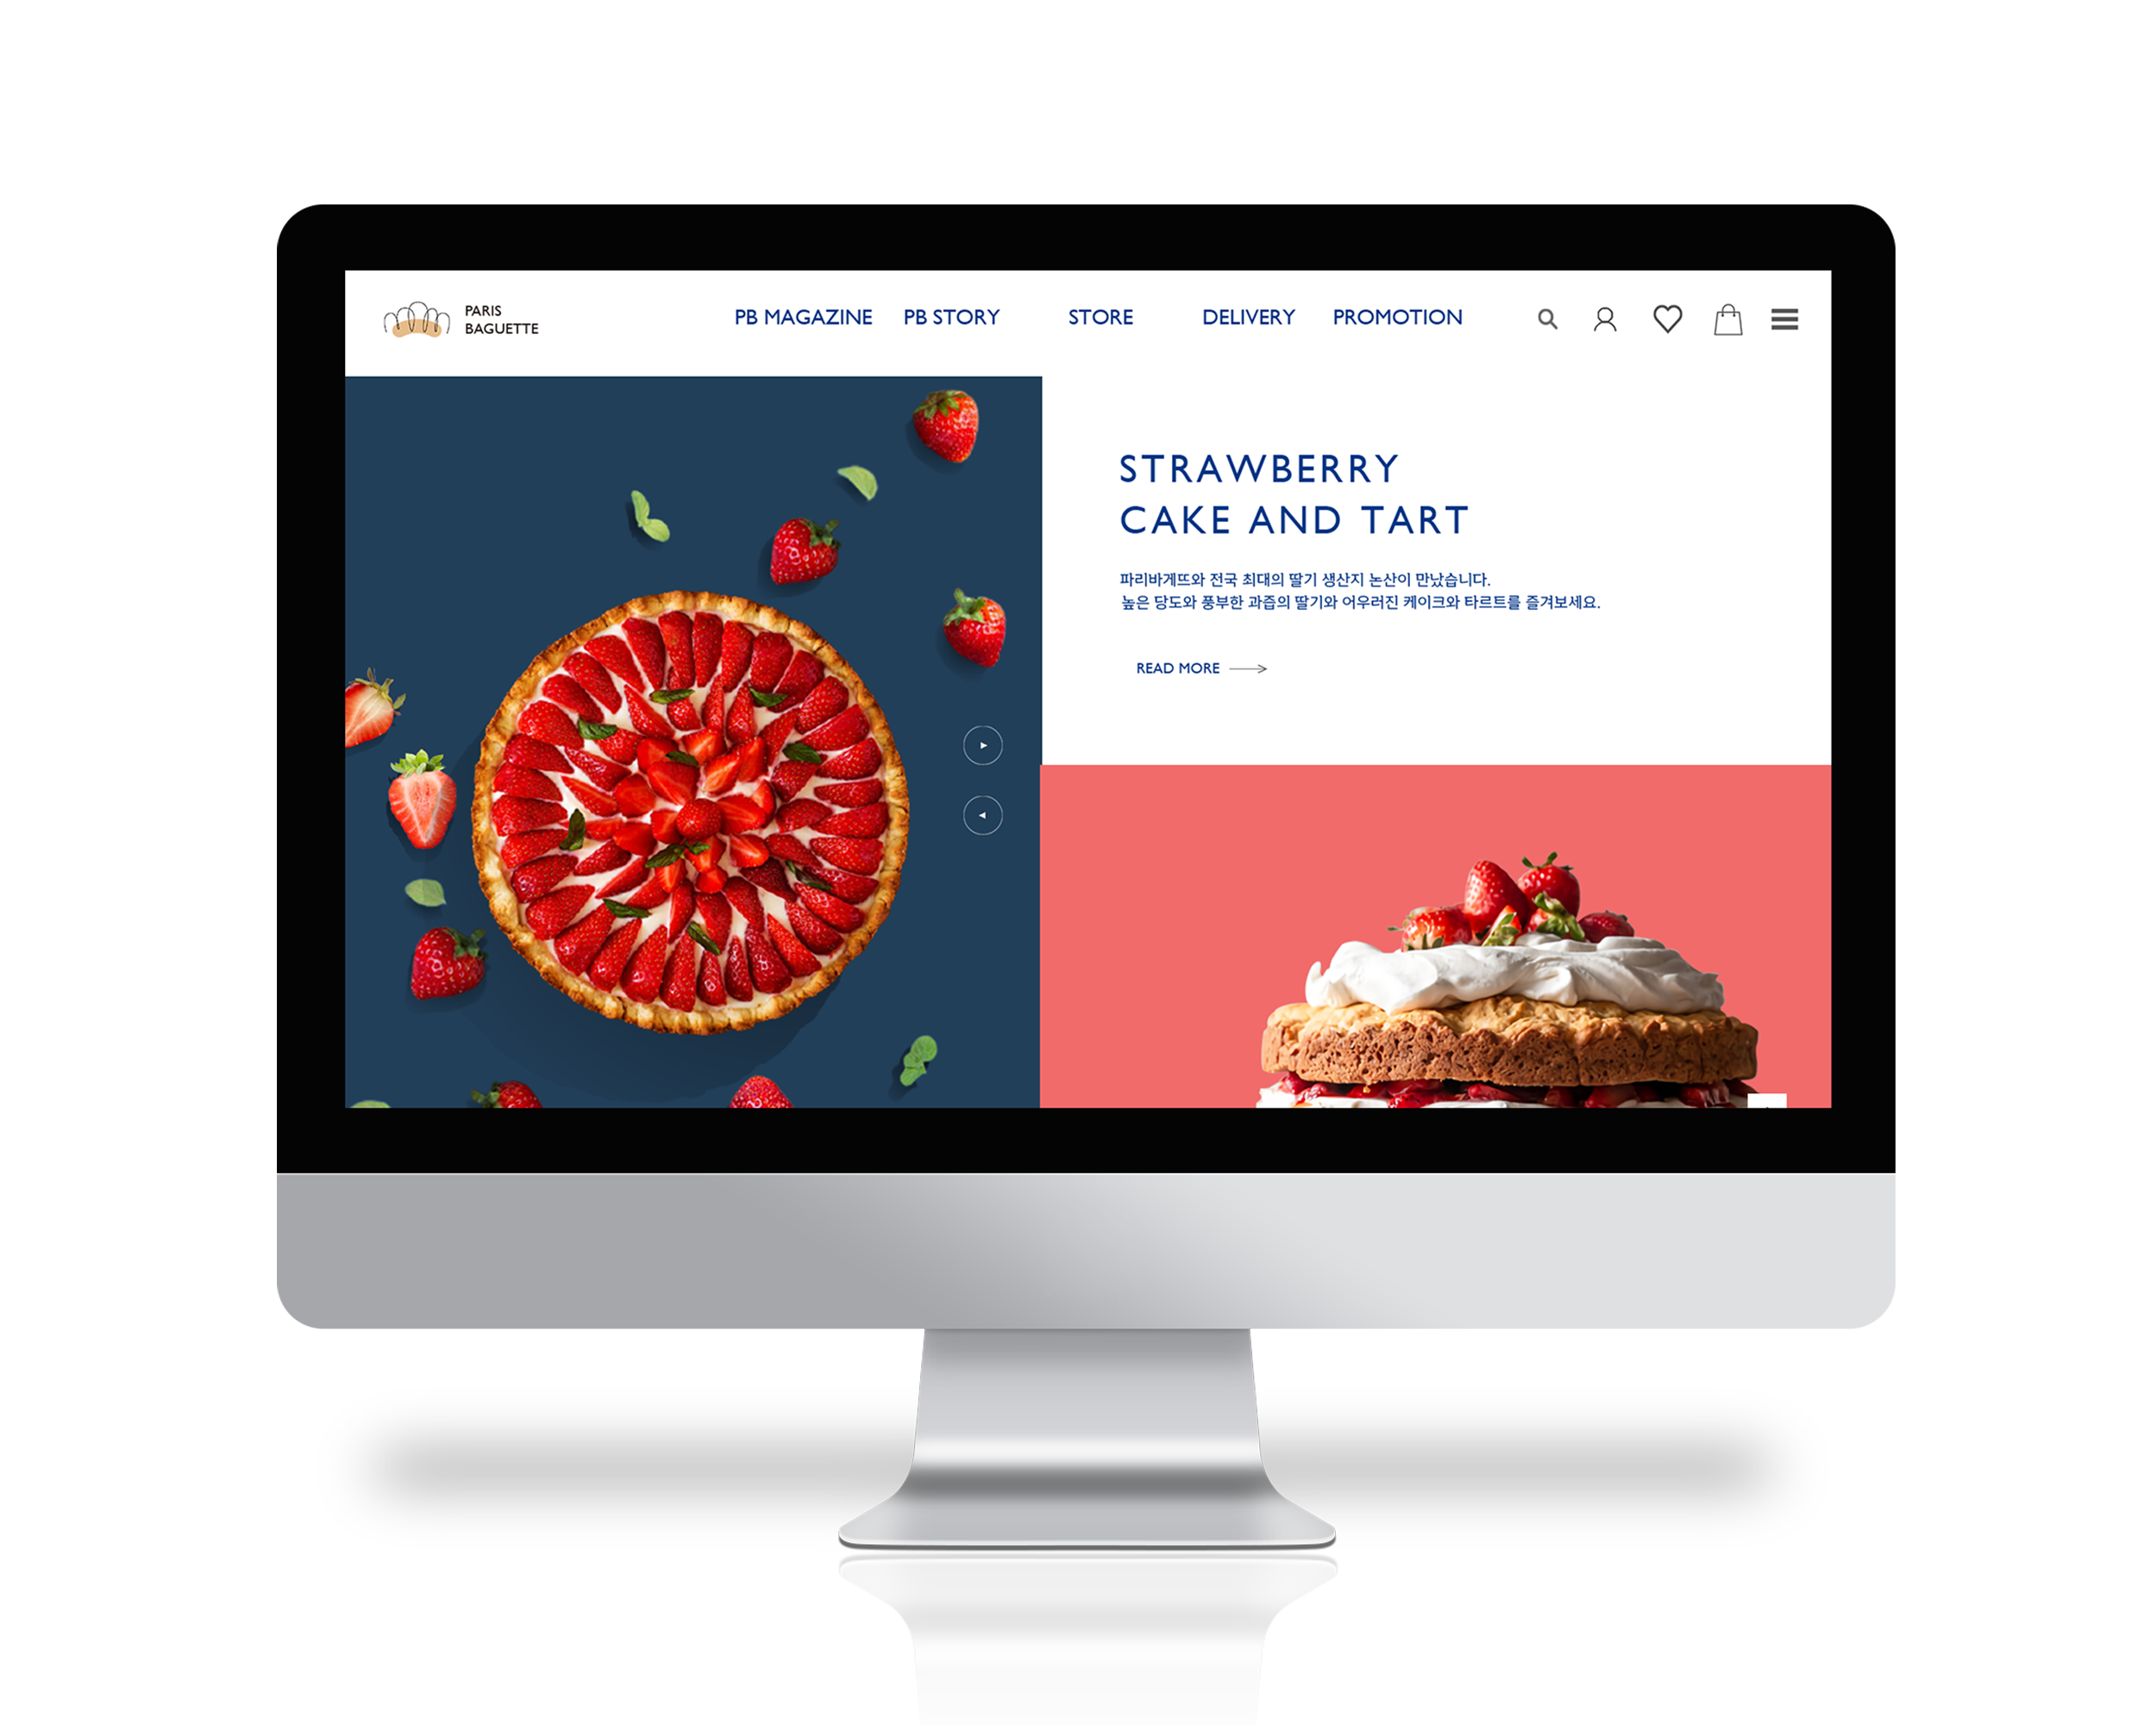 PARIS
BAGUETTE
PB MAGAZINE PB STORY STORE DELIVERY PROMOTION
STRAWBERRY
CAKE AND TART
파리바게뜨와 전국 최대의 딸기 생산지 논산이 만났습니다.
높은 당도와 풍부한 과즙의 딸기와 어우러진 케이크와 타르트를 즐겨보세요.
READ MORE